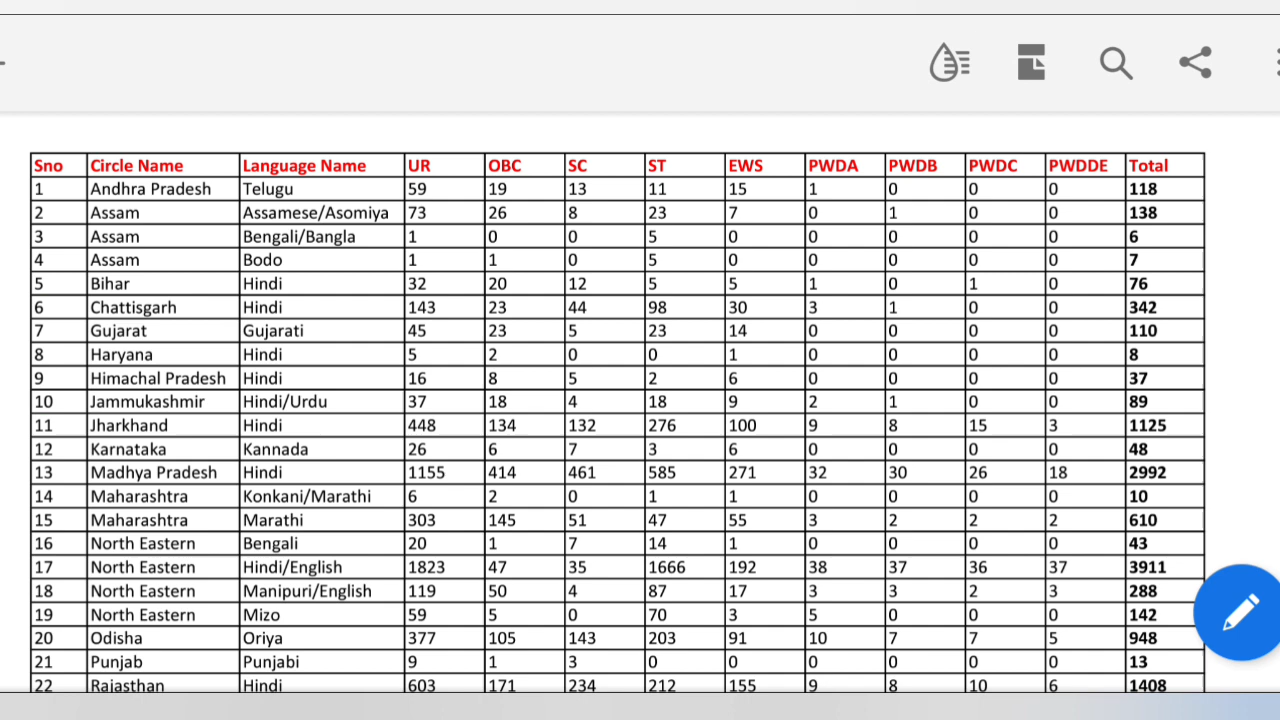 Sno Circle Name Language Name UR OBC SC ST EWS PWDA PWDB PWDC PWDDE Total
1 Andhra Pradesh Telugu 59 19 13 11 15 1 0 0 0 118
2 Assam Assamese/Asomiya 73 26 8 23 7 0 1 0 0 138
3 Assam Bengali/Bangla 1 0 0 5 0 0 0 0 0 6
4 Assam Bodo 1 1 0 5 0 0 0 0 0 7
5 Bihar Hindi 32 20 12 5 5 1 0 1 0 76
6 Chattisgarh Hindi 143 23 44 98 30 3 1 0 0 342
7 Gujarat Gujarati 45 23 5 23 14 0 0 0 0 110
8 Haryana Hindi 5 2 0 0 1 0 0 0 0 8
9 Himachal Pradesh Hindi 16 8 5 2 6 0 0 0 0 37
10 Jammukashmir Hindi/Urdu 37 18 4 18 9 2 1 0 0 89
11 Jharkhand Hindi 448 134 132 276 100 9 8 15 3 1125
12 Karnataka Kannada 26 6 7 3 6 0 0 0 0 48
13 Madhya Pradesh Hindi 1155 414 461 585 271 32 30 26 18 2992
14 Maharashtra Konkani/Marathi 6 2 0 1 1 0 0 0 0 10
15 Maharashtra Marathi 303 145 51 47 55 3 2 2 2 610
16 North Eastern Bengali 20 1 7 14 1 0 0 0 0 43
17 North Eastern Hindi/English 1823 47 35 1666 192 38 37 36 37 3911
18 North Eastern Manipuri/English 119 50 4 87 17 3 3 2 3 288
19 North Eastern Mizo 59 5 0 70 3 5 0 0 0 142
20 Odisha Oriya 377 105 143 203 91 10 7 7 5 948
21 Punjab Punjabi 9 1 3 0 0 0 0 0 0 13
22 Rajasthan Hindi 603 171 234 212 155 9 8 10 6 1408